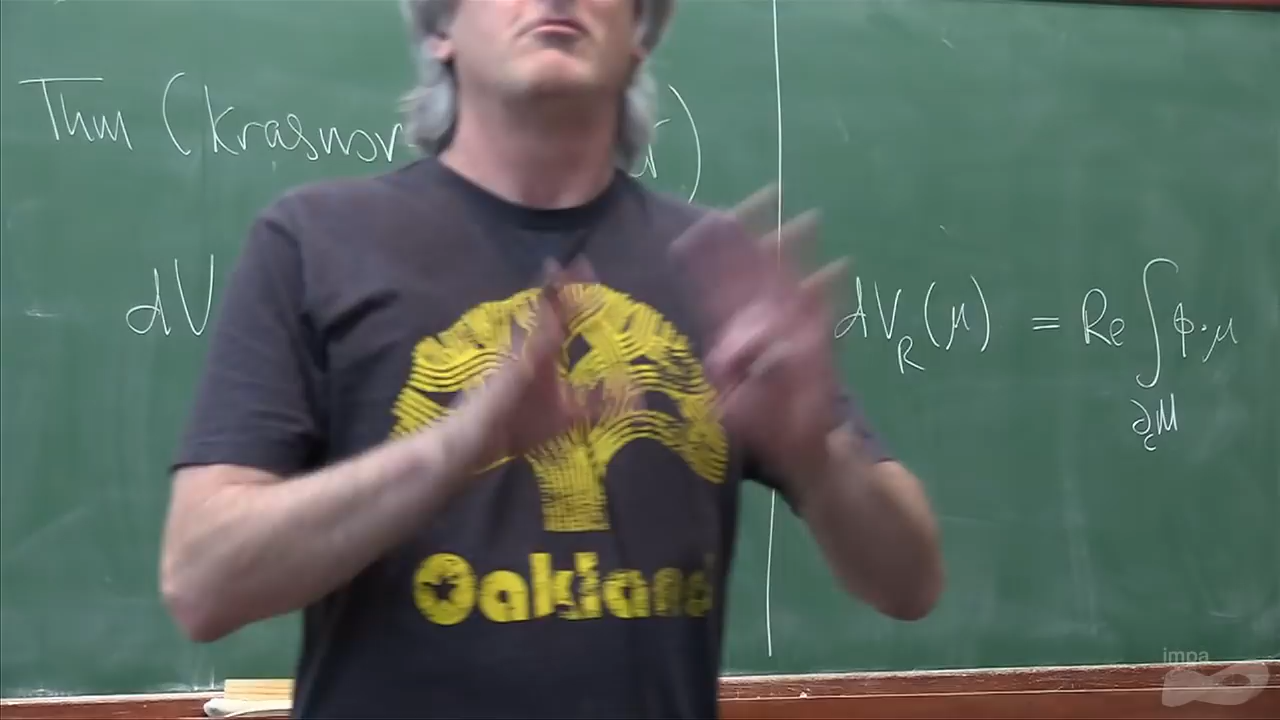 Thm (Krasnov
dV
dV_R(μ) = Re ∫ ϕ·μ
∂_c M
Oakland
impa